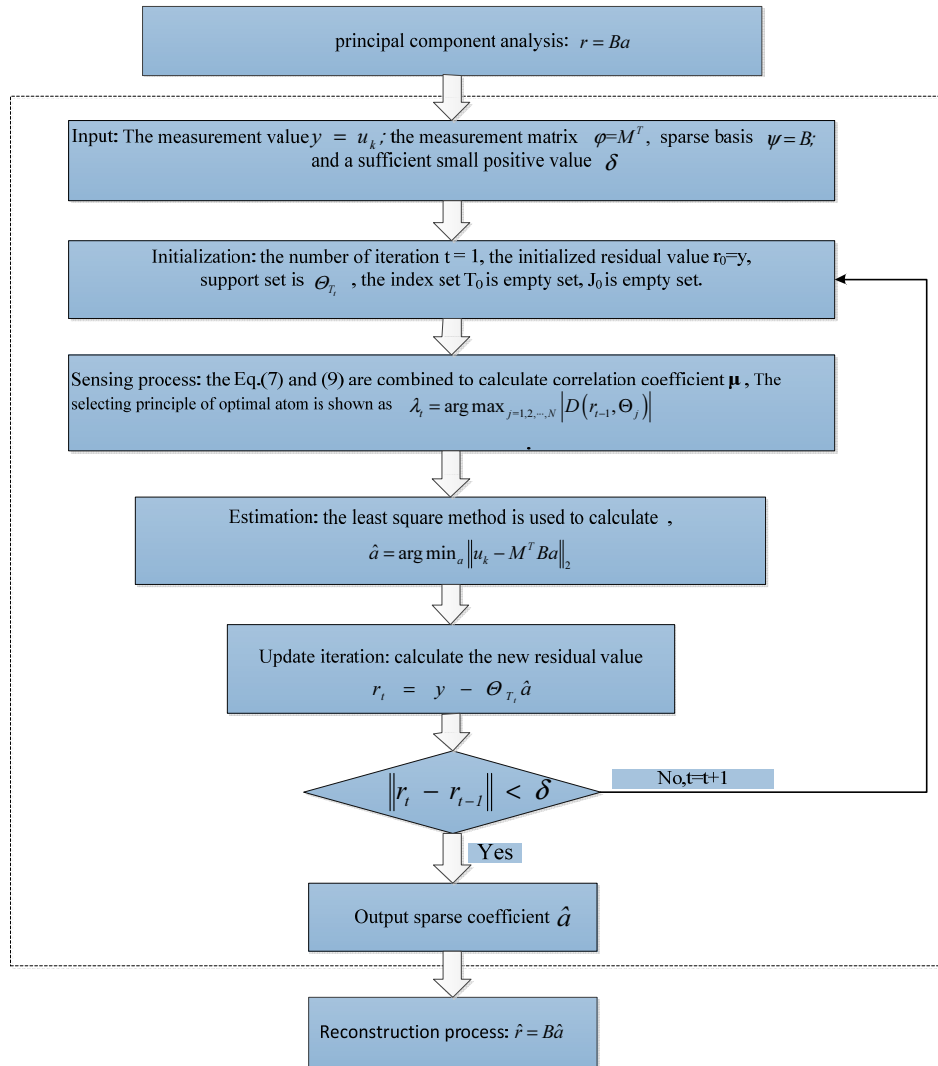 principal component analysis: r = Ba
Input: The measurement value y = uₖ; the measurement matrix φ=Mᵀ, sparse basis ψ=B;
and a sufficient small positive value δ
Initialization: the number of iteration t = 1, the initialized residual value r₀=y,
support set is Θ_{T_t} , the index set T₀ is empty set, J₀ is empty set.
Sensing process: the Eq.(7) and (9) are combined to calculate correlation coefficient μ , The
selecting principle of optimal atom is shown as λ_t = arg max_{j=1,2,⋯,N} |D(r_{t−1}, Θ_j)|
.
Estimation: the least square method is used to calculate ,
â = arg min_a ‖uₖ − MᵀBa‖₂
Update iteration: calculate the new residual value
r_t = y − Θ_{T_t} â
‖r_t − r_{t−1}‖ < δ
No,t=t+1
Yes
Output sparse coefficient â
Reconstruction process: r̂ = Bâ